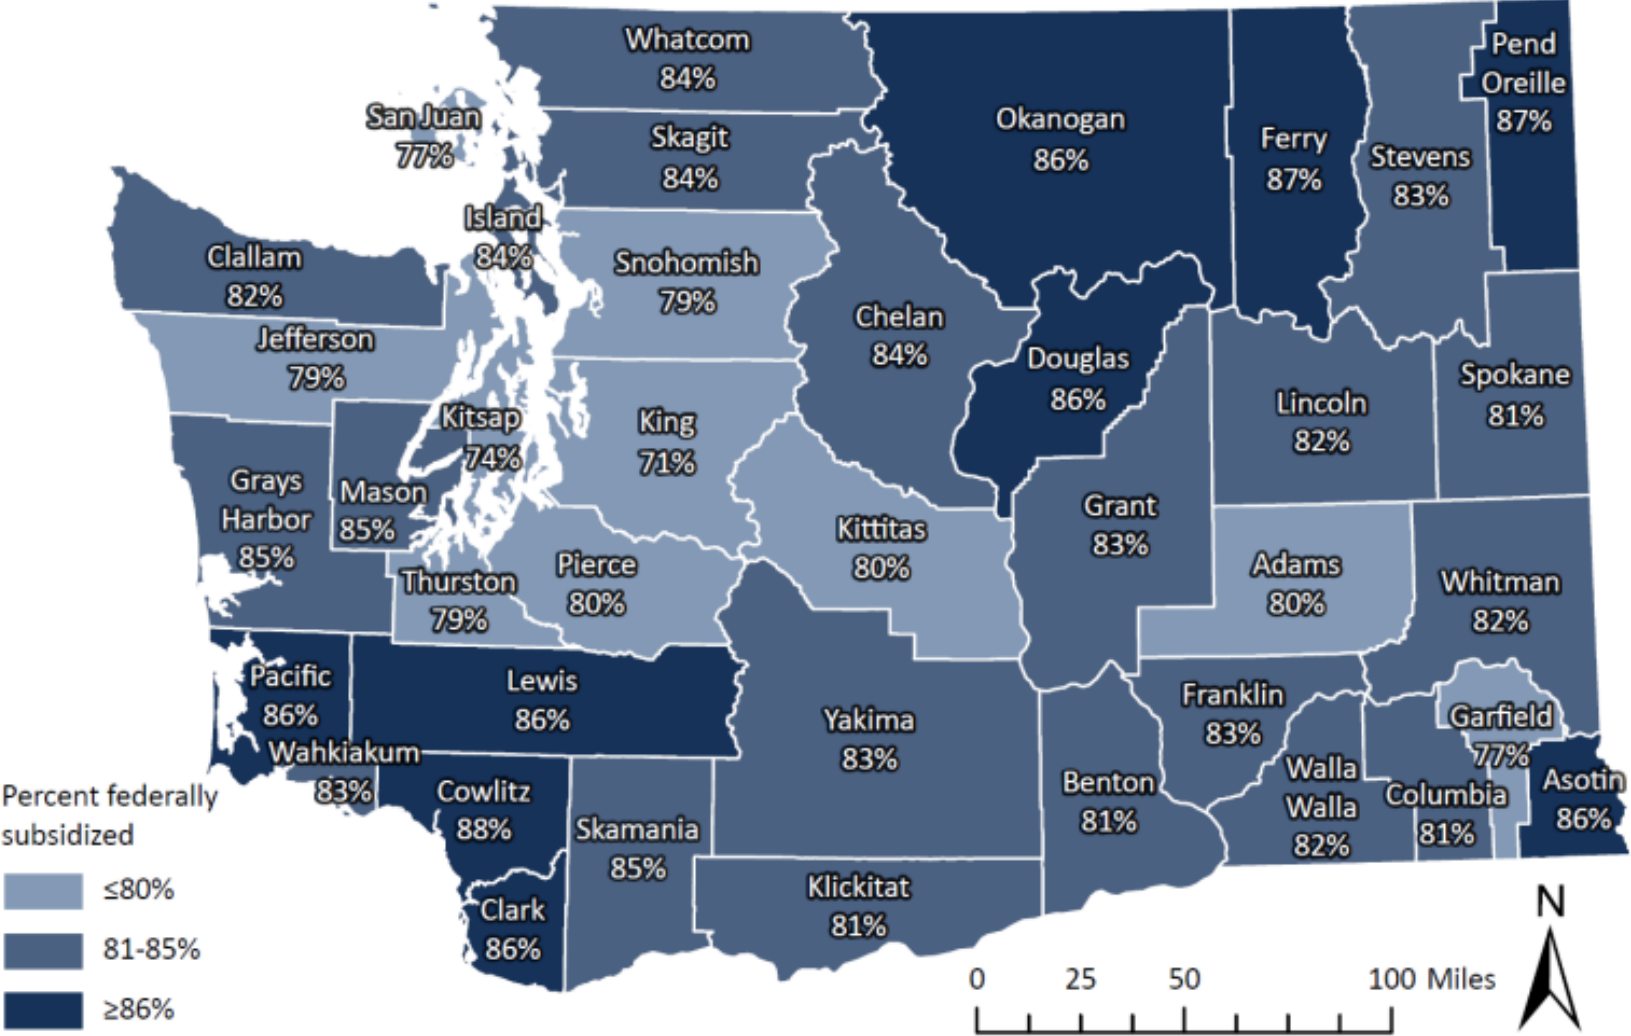 Whatcom
84%
San Juan
77%
Skagit
84%
Island
84%
Okanogan
86%
Ferry
87%
Stevens
83%
Pend
Oreille
87%
Clallam
82%
Snohomish
79%
Jefferson
79%
Chelan
84%
Douglas
86%
Lincoln
82%
Spokane
81%
Kitsap
74%
King
71%
Grays
Harbor
85%
Mason
85%
Kittitas
80%
Grant
83%
Adams
80%
Whitman
82%
Thurston
79%
Pierce
80%
Pacific
86%
Lewis
86%
Yakima
83%
Franklin
83%
Garfield
77%
Wahkiakum
83%
Cowlitz
88%
Skamania
85%
Benton
81%
Walla
Walla
82%
Columbia
81%
Asotin
86%
Clark
86%
Klickitat
81%
Percent federally
subsidized
≤80%
81-85%
≥86%
0 25 50 100 Miles
N